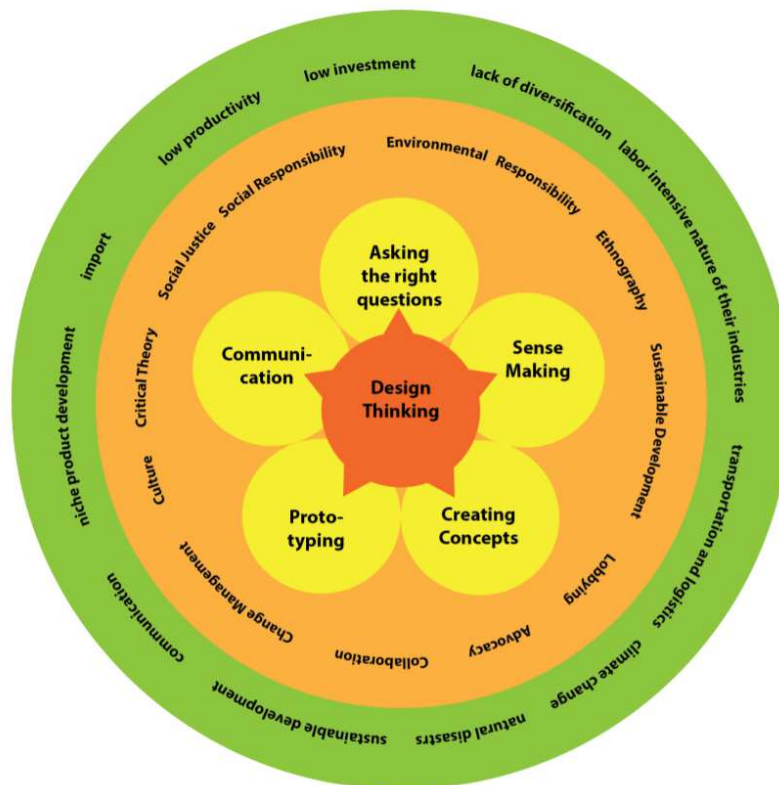 low investment
lack of diversification
labor intensive nature of their industries
transportation and logistics
climate change
natural disastrs
sustainable development
communication
niche product development
import
low productivity
Environmental Responsibility
Ethnography
Sustainable Development
Lobbying
Advocacy
Collaboration
Change Management
Culture
Critical Theory
Social Justice
Social Responsibility
Asking
the right
questions
Sense
Making
Creating
Concepts
Proto-
typing
Communi-
cation
Design
Thinking